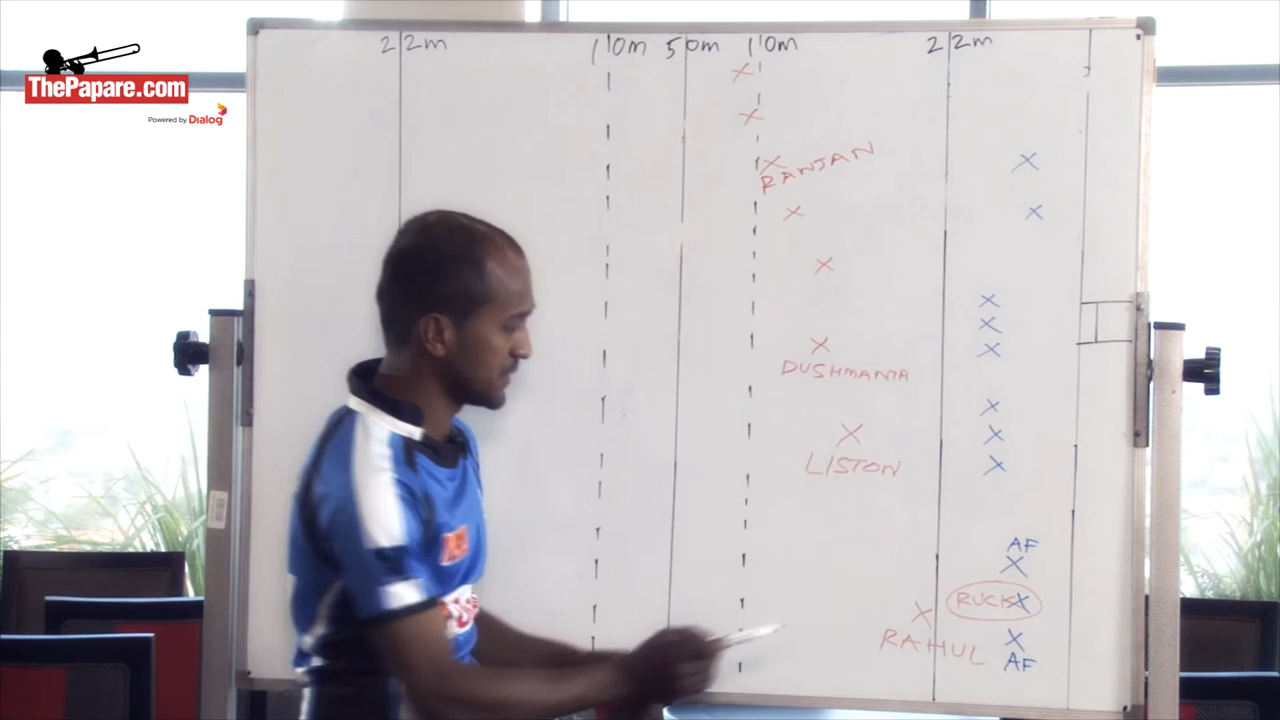 ThePapare.com
Powered by Dialog
22m 10m 50m 10m 22m
RANJAN
DUSHMANTA
LISTON
AF
RUCK
RAHUL
AF